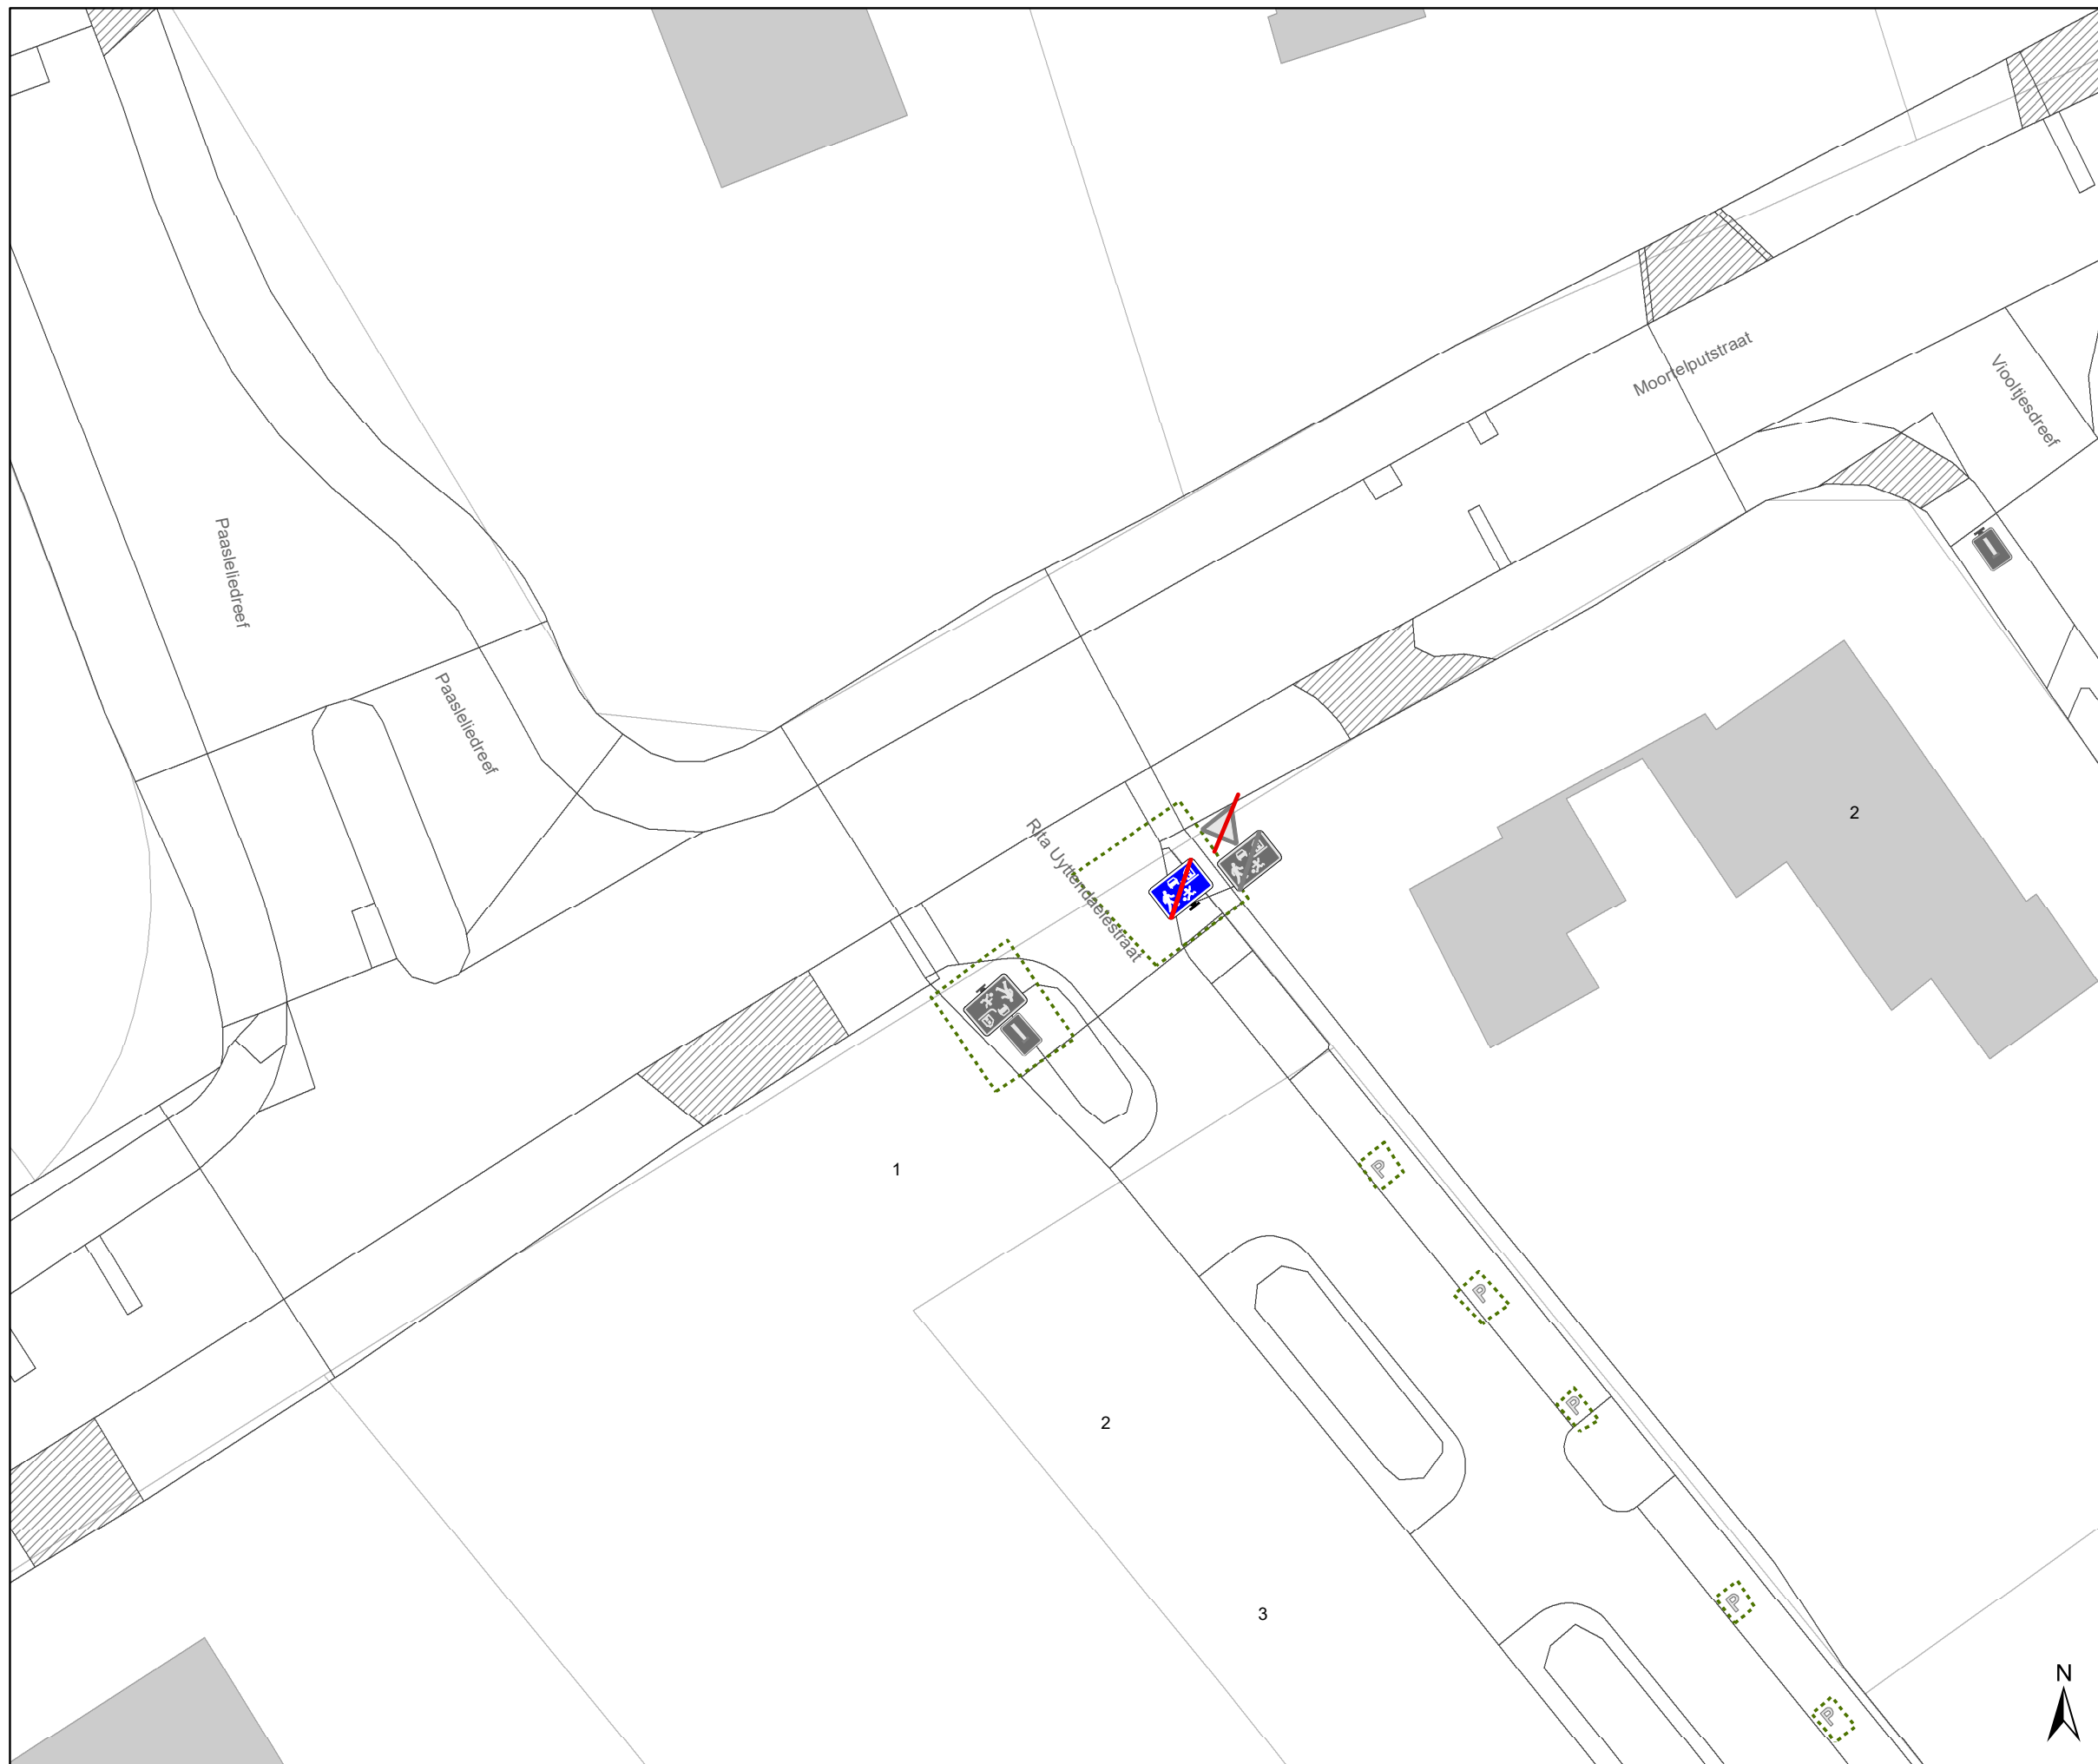 Moortelputstraat
Viooltjesdreef
Paasleliedreef
Paasleliedreef
Rita Uyttendaelestraat
2
1
P
P
2
P
3
P
N
P